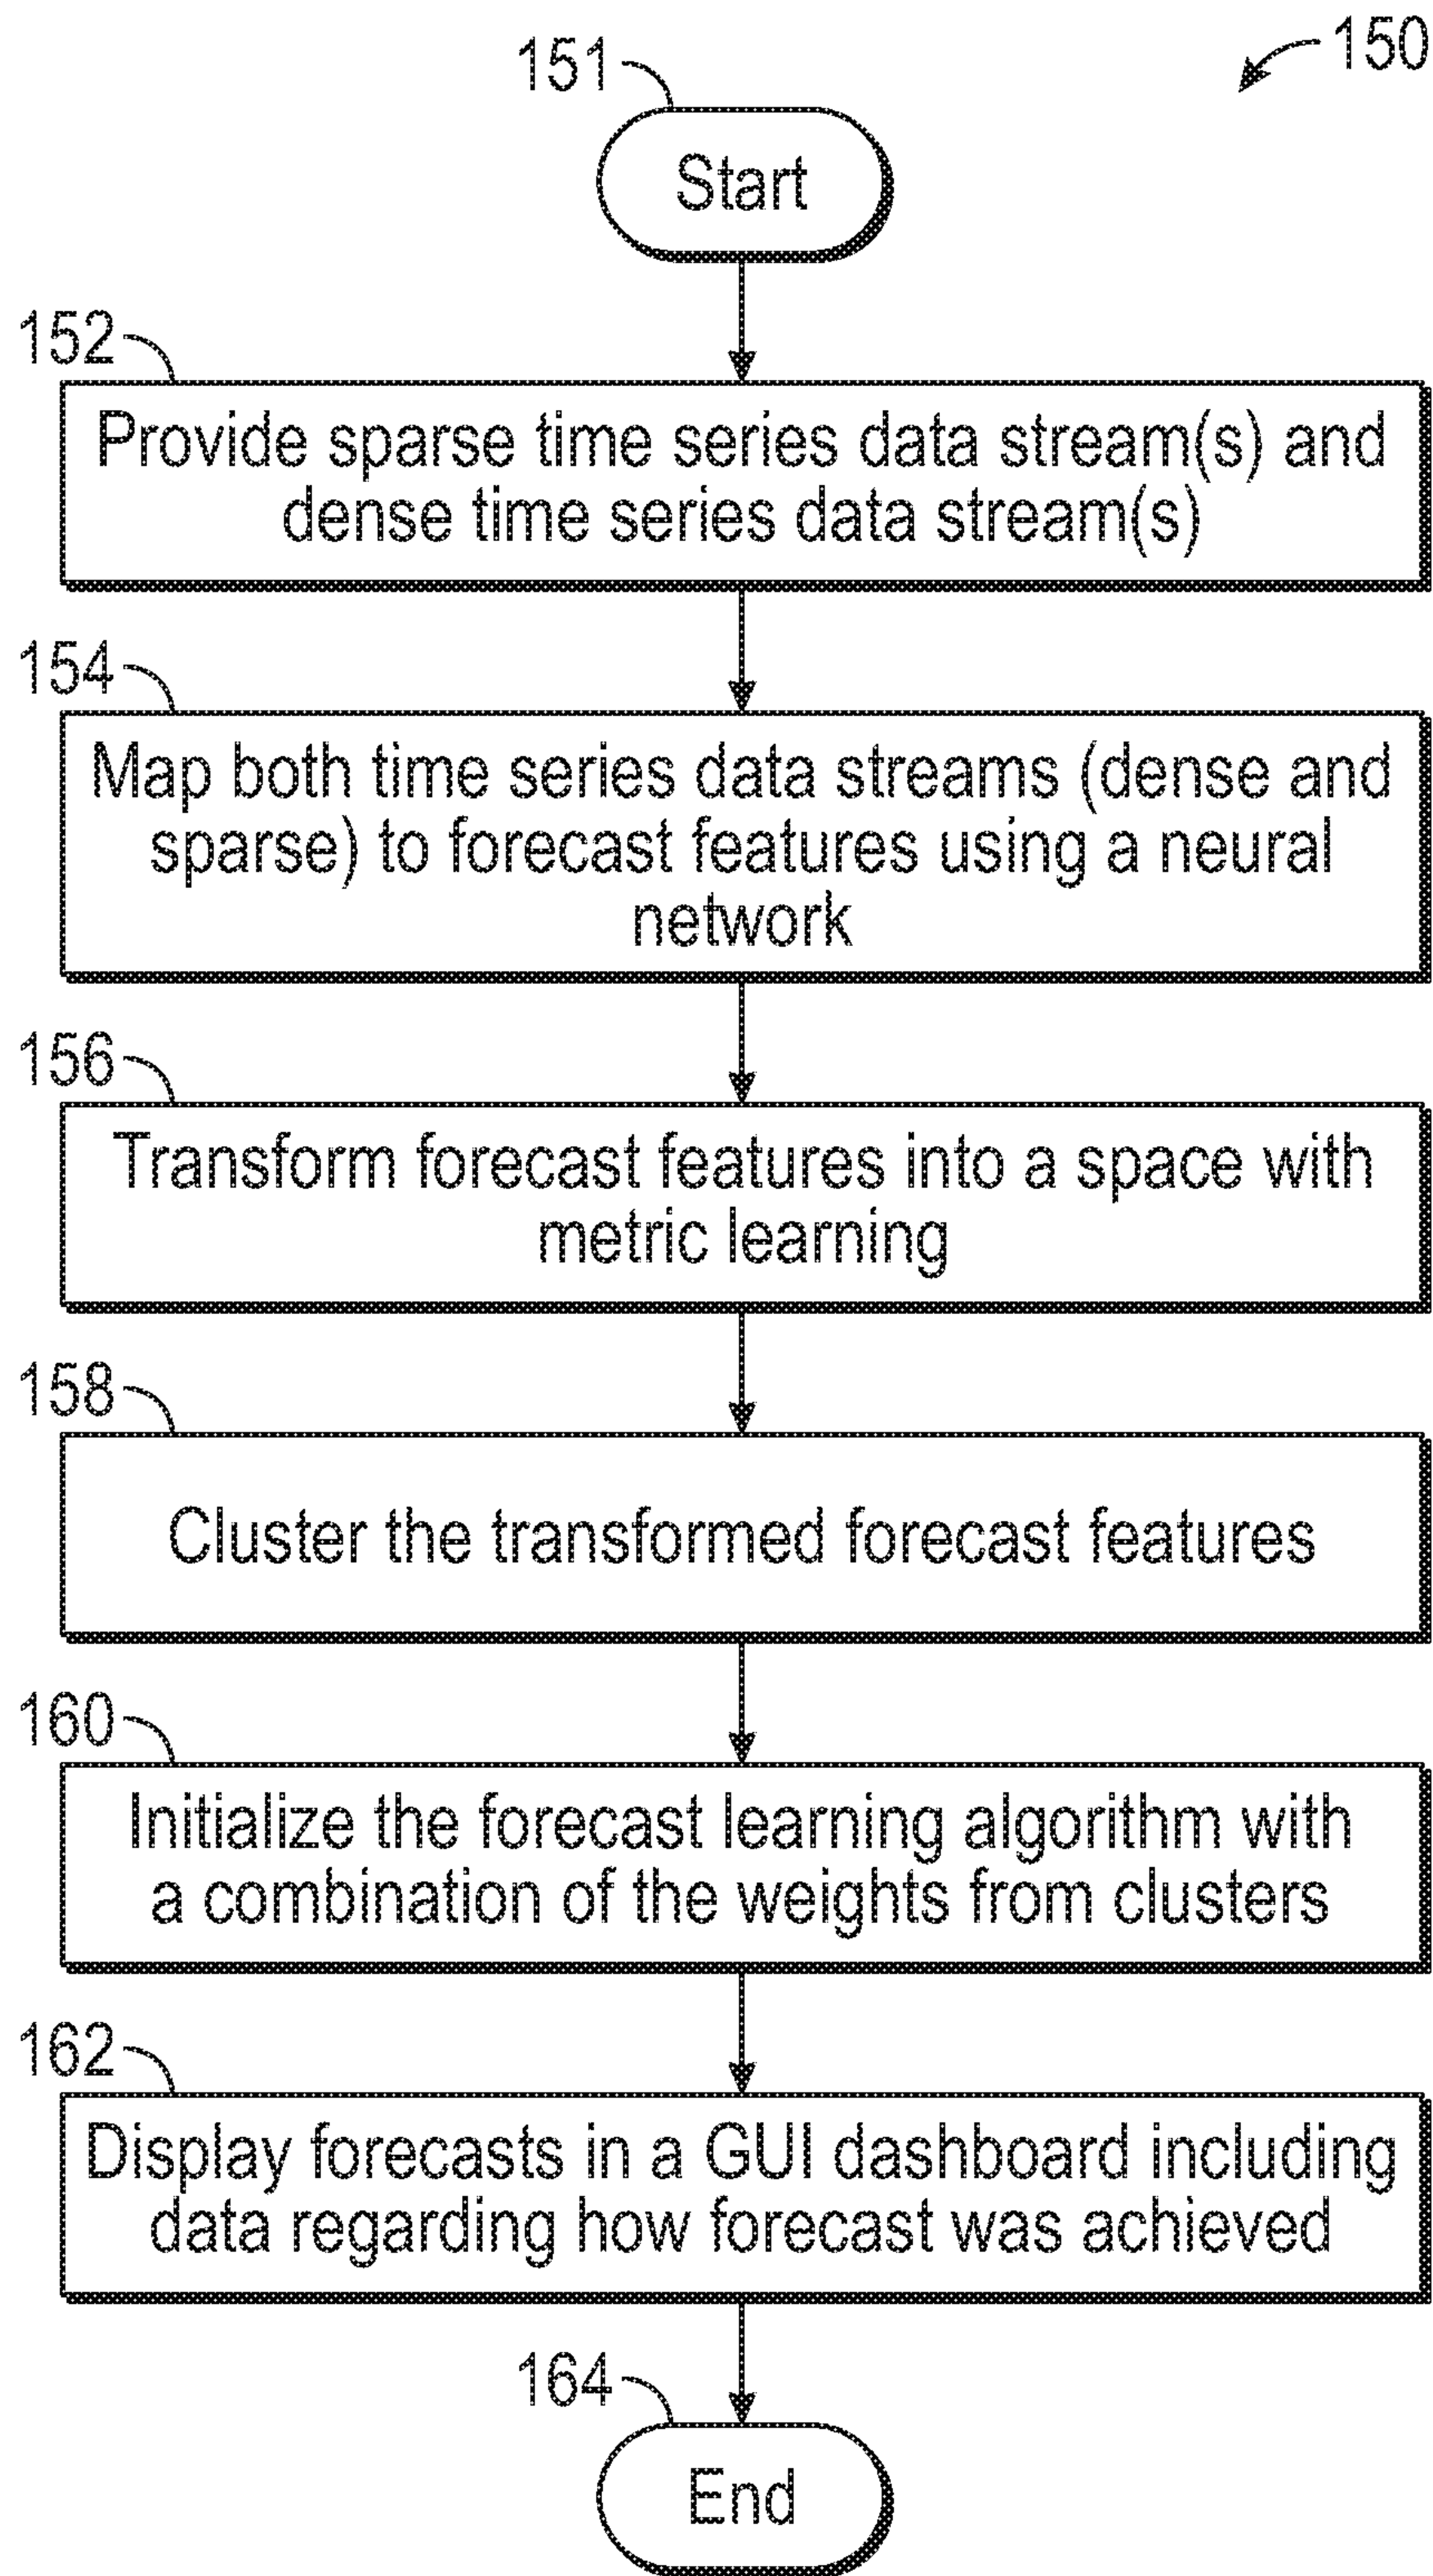 150
151
Start
152
Provide sparse time series data stream(s) and
dense time series data stream(s)
154
Map both time series data streams (dense and
sparse) to forecast features using a neural
network
156
Transform forecast features into a space with
metric learning
158
Cluster the transformed forecast features
160
Initialize the forecast learning algorithm with
a combination of the weights from clusters
162
Display forecasts in a GUI dashboard including
data regarding how forecast was achieved
164
End